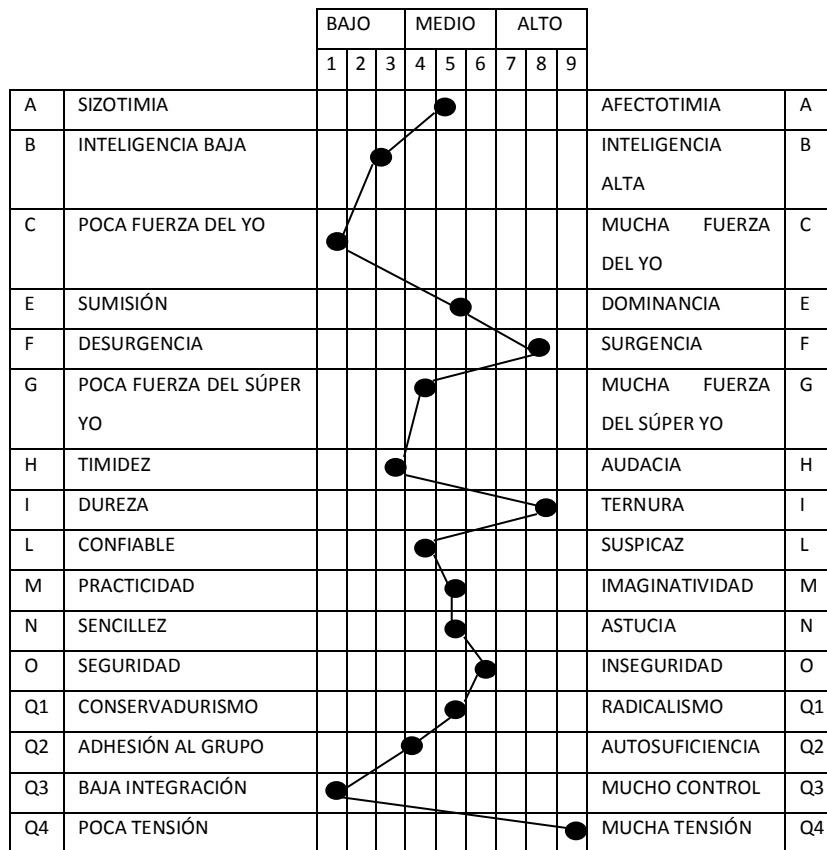 BAJO MEDIO ALTO
1 2 3 4 5 6 7 8 9
A SIZOTIMIA AFECTOTIMIA A
B INTELIGENCIA BAJA INTELIGENCIA B
ALTA
C POCA FUERZA DEL YO MUCHA FUERZA C
DEL YO
E SUMISIÓN DOMINANCIA E
F DESURGENCIA SURGENCIA F
G POCA FUERZA DEL SÚPER MUCHA FUERZA G
YO DEL SÚPER YO
H TIMIDEZ AUDACIA H
I DUREZA TERNURA I
L CONFIABLE SUSPICAZ L
M PRACTICIDAD IMAGINATIVIDAD M
N SENCILLEZ ASTUCIA N
O SEGURIDAD INSEGURIDAD O
Q1 CONSERVADURISMO RADICALISMO Q1
Q2 ADHESIÓN AL GRUPO AUTOSUFICIENCIA Q2
Q3 BAJA INTEGRACIÓN MUCHO CONTROL Q3
Q4 POCA TENSIÓN MUCHA TENSIÓN Q4